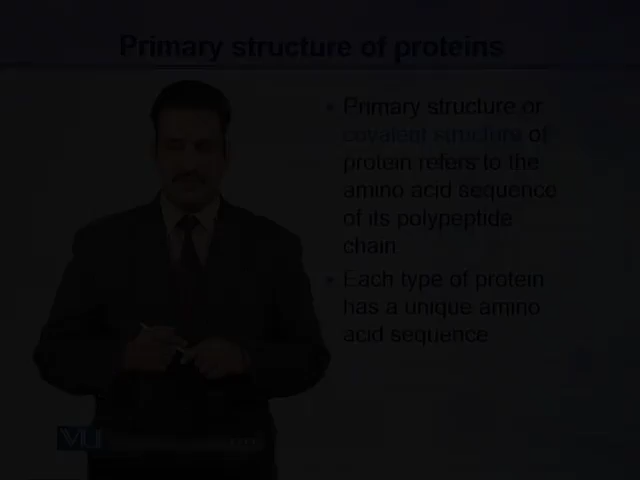 Primary structure of proteins
Primary structure or
covalent structure of
protein refers to the
amino acid sequence
of its polypeptide
chain
Each type of protein
has a unique amino
acid sequence
VU